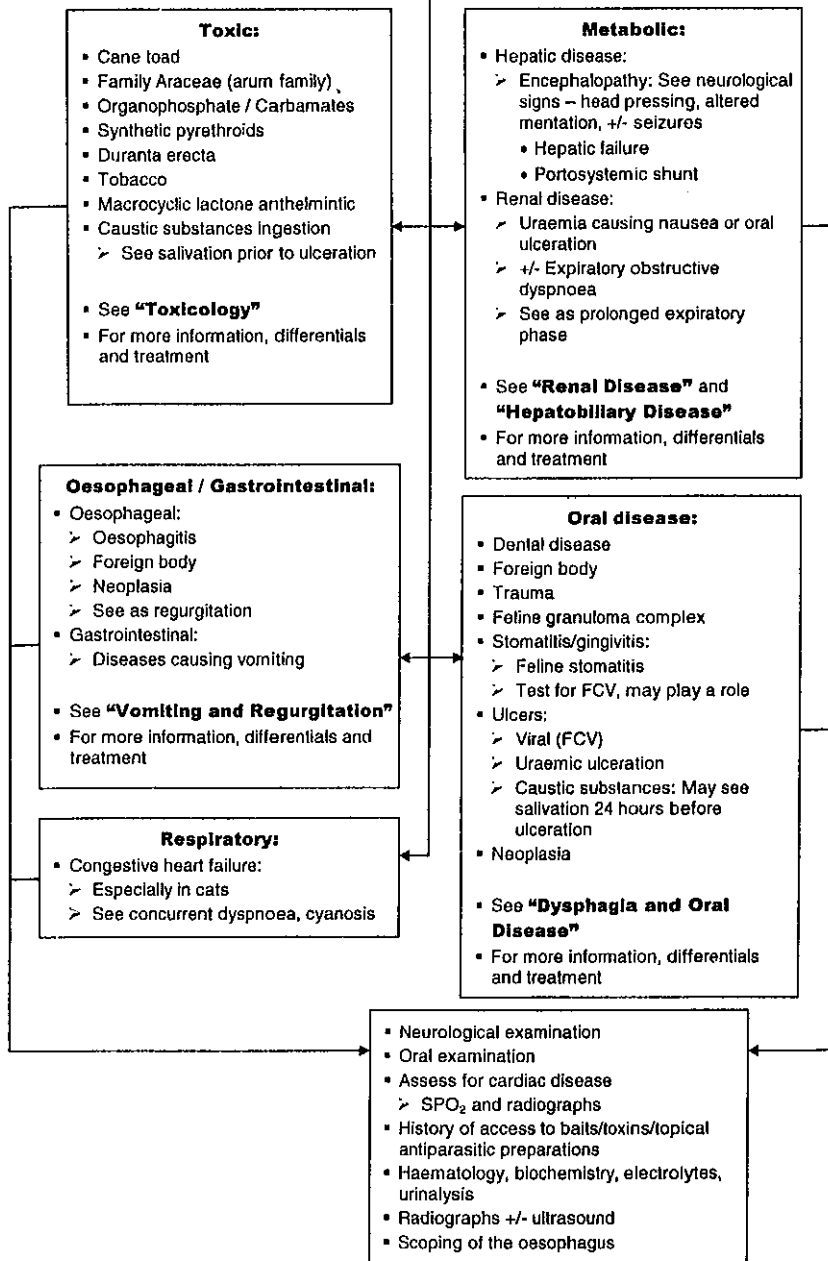 Toxic:
▪ Cane toad
▪ Family Araceae (arum family)
▪ Organophosphate / Carbamates
▪ Synthetic pyrethroids
▪ Duranta erecta
▪ Tobacco
▪ Macrocyclic lactone anthelmintic
▪ Caustic substances ingestion
➢ See salivation prior to ulceration
▪ See "Toxicology"
▪ For more information, differentials
and treatment
Metabolic:
▪ Hepatic disease:
➢ Encephalopathy: See neurological
signs – head pressing, altered
mentation, +/- seizures
• Hepatic failure
• Portosystemic shunt
▪ Renal disease:
➢ Uraemia causing nausea or oral
ulceration
➢ +/- Expiratory obstructive
dyspnoea
➢ See as prolonged expiratory
phase
▪ See "Renal Disease" and
"Hepatobiliary Disease"
▪ For more information, differentials
and treatment
Oesophageal / Gastrointestinal:
▪ Oesophageal:
➢ Oesophagitis
➢ Foreign body
➢ Neoplasia
➢ See as regurgitation
▪ Gastrointestinal:
➢ Diseases causing vomiting
▪ See "Vomiting and Regurgitation"
▪ For more information, differentials and
treatment
Oral disease:
▪ Dental disease
▪ Foreign body
▪ Trauma
▪ Feline granuloma complex
▪ Stomatitis/gingivitis:
➢ Feline stomatitis
➢ Test for FCV, may play a role
▪ Ulcers:
➢ Viral (FCV)
➢ Uraemic ulceration
➢ Caustic substances: May see
salivation 24 hours before
ulceration
▪ Neoplasia
▪ See "Dysphagia and Oral
Disease"
▪ For more information, differentials
and treatment
Respiratory:
▪ Congestive heart failure:
➢ Especially in cats
➢ See concurrent dyspnoea, cyanosis
▪ Neurological examination
▪ Oral examination
▪ Assess for cardiac disease
➢ SPO₂ and radiographs
▪ History of access to baits/toxins/topical
antiparasitic preparations
▪ Haematology, biochemistry, electrolytes,
urinalysis
▪ Radiographs +/- ultrasound
▪ Scoping of the oesophagus